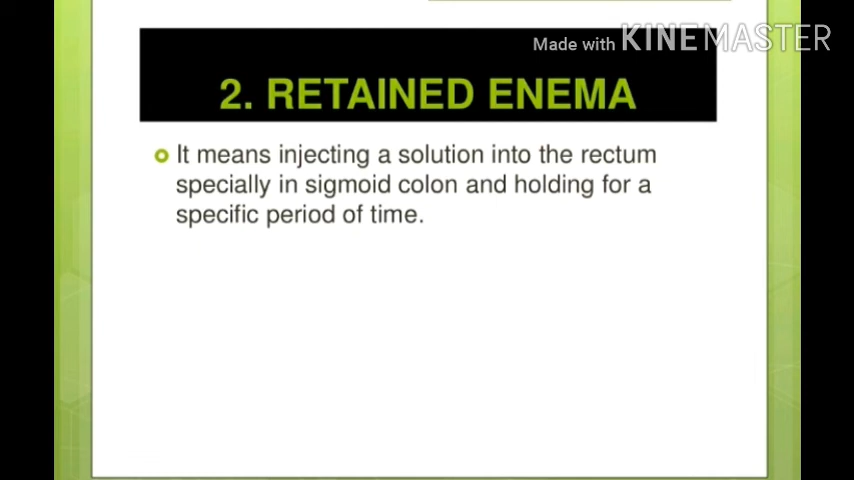 Made with KINEMASTER
2. RETAINED ENEMA
It means injecting a solution into the rectum
specially in sigmoid colon and holding for a
specific period of time.